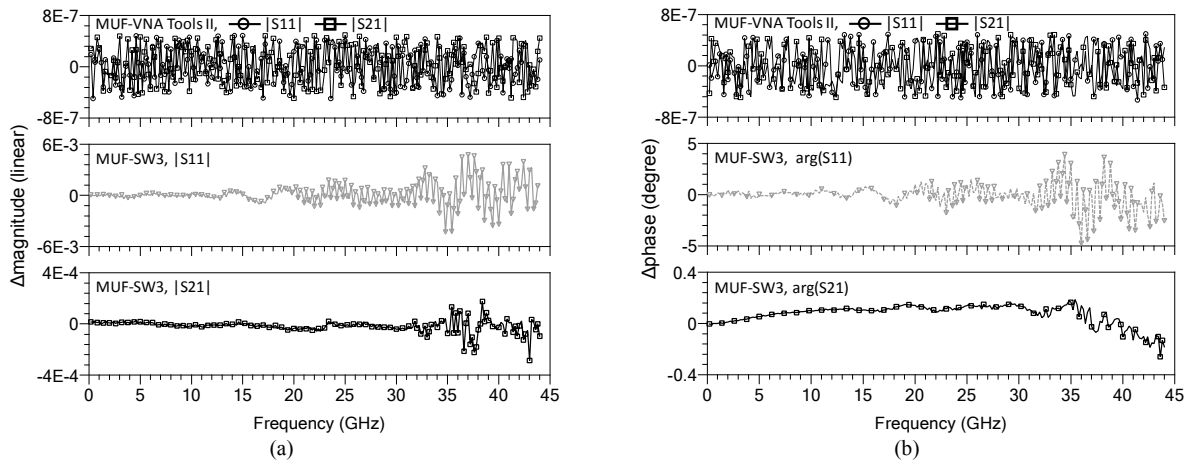 8E-7
MUF-VNA Tools II, |S11| |S21|
0
-8E-7
6E-3
MUF-SW3, |S11|
0
-6E-3
4E-4
MUF-SW3, |S21|
0
-4E-4
Δmagnitude (linear)
0 5 10 15 20 25 30 35 40 45
Frequency (GHz)
(a)
8E-7
MUF-VNA Tools II, |S11| |S21|
0
-8E-7
5
MUF-SW3, arg(S11)
0
-5
0.4
MUF-SW3, arg(S21)
0
-0.4
Δphase (degree)
0 5 10 15 20 25 30 35 40 45
Frequency (GHz)
(b)